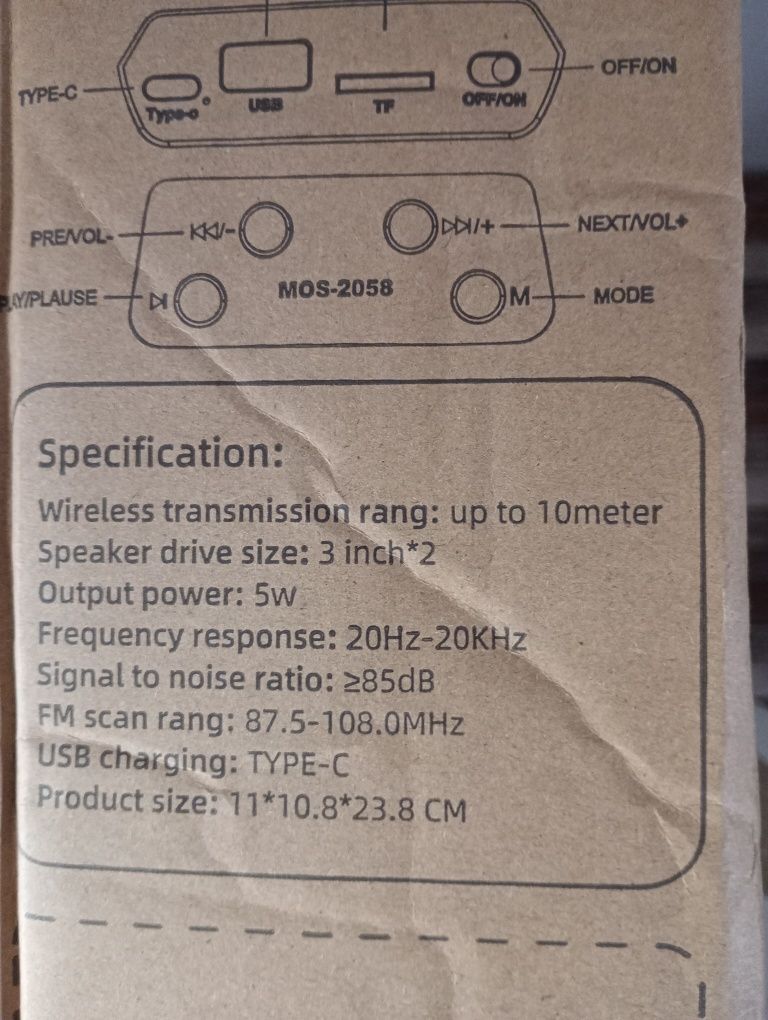 TYPE-C
Type-c
USB
TF
OFF/ON
OFF/ON
PRE/VOL-
-
NEXT/VOL+
/+
MOS-2058
/PLAUSE
M
MODE
Specification:
Wireless transmission rang: up to 10meter
Speaker drive size: 3 inch*2
Output power: 5w
Frequency response: 20Hz-20KHz
Signal to noise ratio: ≥85dB
FM scan rang: 87.5-108.0MHz
USB charging: TYPE-C
Product size: 11*10.8*23.8 CM